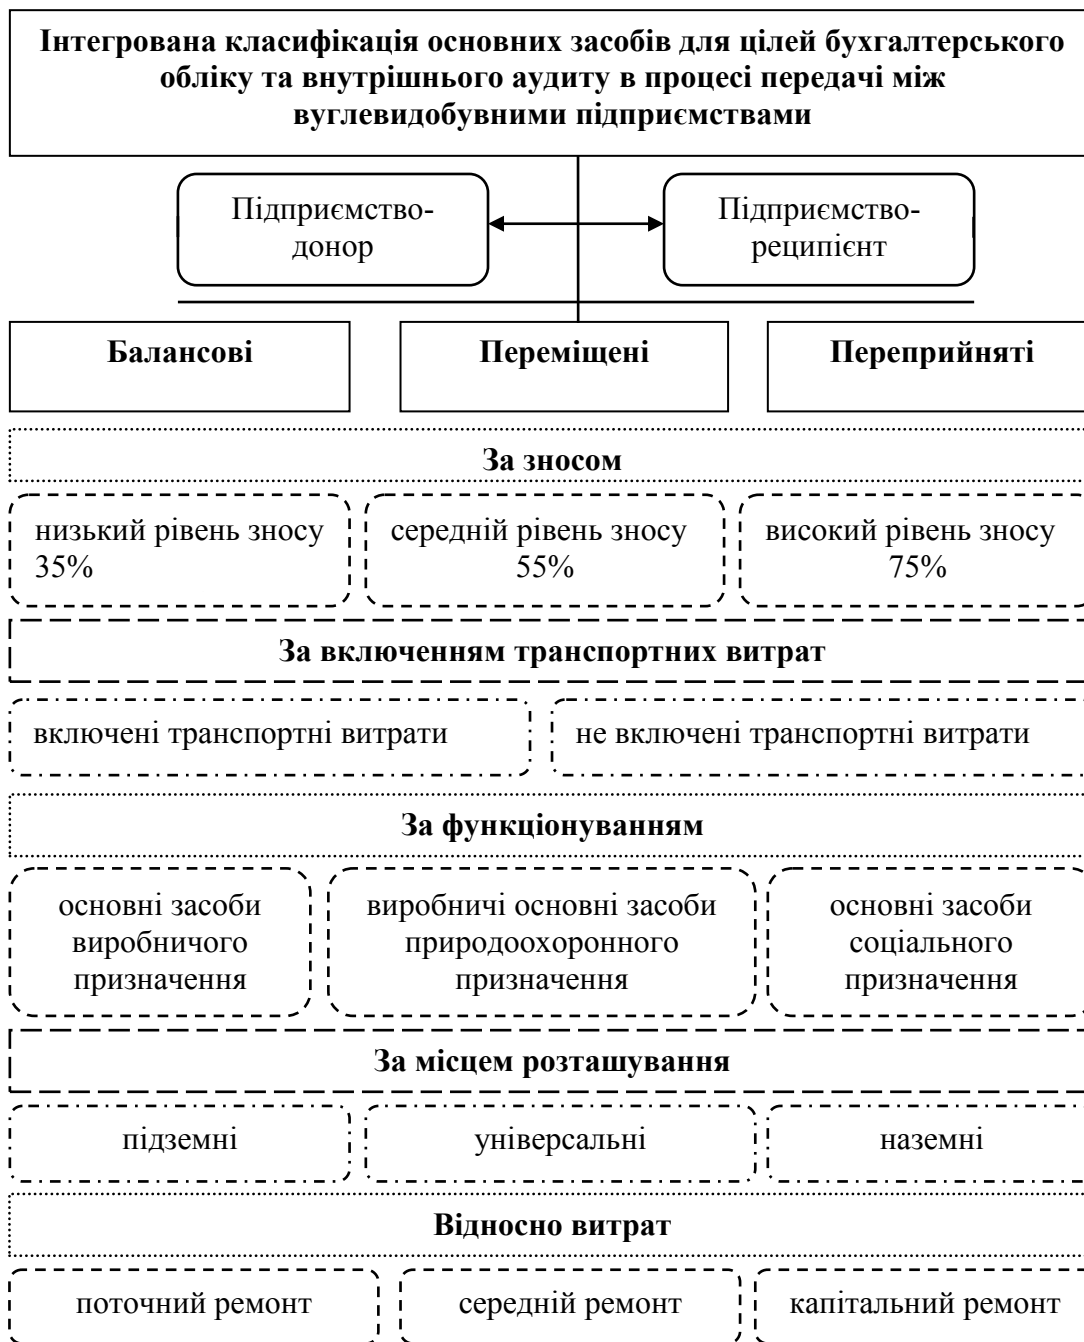 Інтегрована класифікація основних засобів для цілей бухгалтерського
обліку та внутрішнього аудиту в процесі передачі між
вуглевидобувними підприємствами
Підприємство-
донор
Підприємство-
реципієнт
Балансові
Переміщені
Переприйняті
За зносом
низький рівень зносу
35%
середній рівень зносу
55%
високий рівень зносу
75%
За включенням транспортних витрат
включені транспортні витрати
не включені транспортні витрати
За функціонуванням
основні засоби
виробничого
призначення
виробничі основні засоби
природоохоронного
призначення
основні засоби
соціального
призначення
За місцем розташування
підземні
універсальні
наземні
Відносно витрат
поточний ремонт
середній ремонт
капітальний ремонт